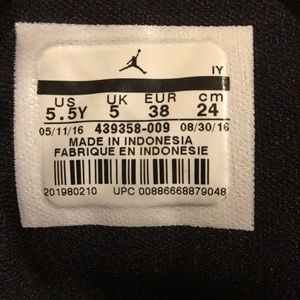 IY
US UK EUR cm
5.5Y 5 38 24
05/11/16 439358-009 08/30/16
MADE IN INDONESIA
FABRIQUE EN INDONESIE
201980210 UPC 00886668879048